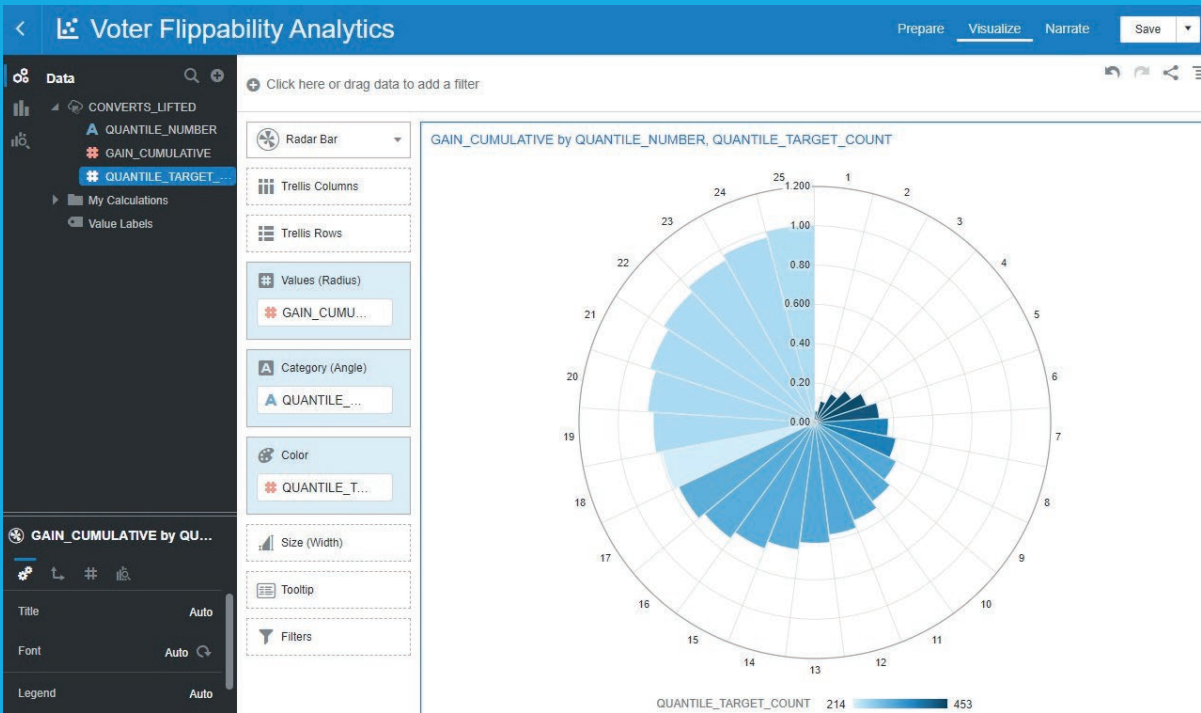 Voter Flippability Analytics
Prepare Visualize Narrate Save
Data
CONVERTS_LIFTED
A QUANTILE_NUMBER
# GAIN_CUMULATIVE
# QUANTILE_TARGET_...
My Calculations
Value Labels
GAIN_CUMULATIVE by QU...
#
Title Auto
Font Auto
Legend Auto
Click here or drag data to add a filter
Radar Bar
Trellis Columns
Trellis Rows
# Values (Radius)
# GAIN_CUMU...
A Category (Angle)
A QUANTILE_...
Color
# QUANTILE_T...
Size (Width)
Tooltip
Filters
GAIN_CUMULATIVE by QUANTILE_NUMBER, QUANTILE_TARGET_COUNT
1
2
3
4
5
6
7
8
9
10
11
12
13
14
15
16
17
18
19
20
21
22
23
24
25
1.200
1.00
0.80
0.600
0.40
0.20
0.00
QUANTILE_TARGET_COUNT 214 453